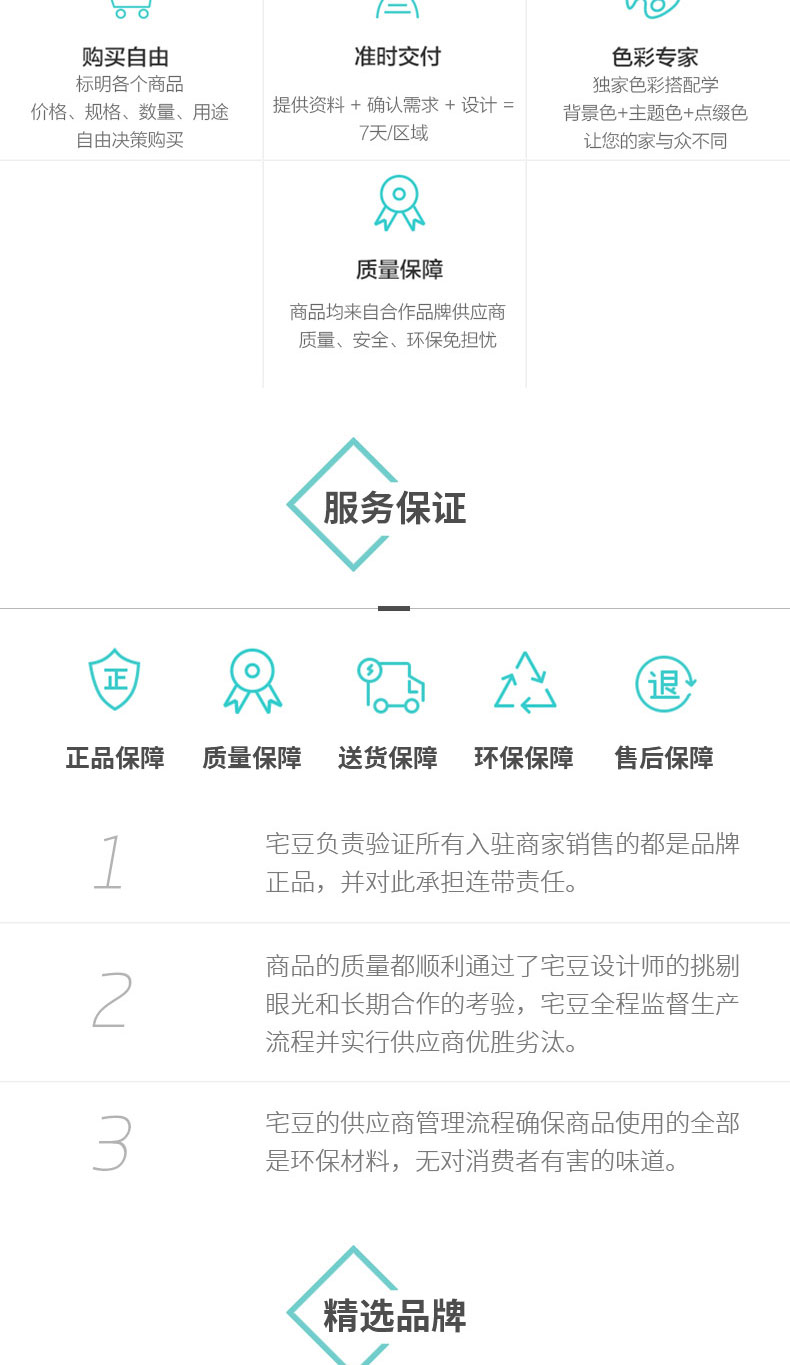 购买自由
标明各个商品
价格、规格、数量、用途
自由决策购买
准时交付
提供资料 + 确认需求 + 设计 =
7天/区域
色彩专家
独家色彩搭配学
背景色+主题色+点缀色
让您的家与众不同
质量保障
商品均来自合作品牌供应商
质量、安全、环保免担忧
服务保证
正
退
正品保障
质量保障
送货保障
环保保障
售后保障
1
宅豆负责验证所有入驻商家销售的都是品牌
正品，并对此承担连带责任。
2
商品的质量都顺利通过了宅豆设计师的挑剔
眼光和长期合作的考验，宅豆全程监督生产
流程并实行供应商优胜劣汰。
3
宅豆的供应商管理流程确保商品使用的全部
是环保材料，无对消费者有害的味道。
精选品牌